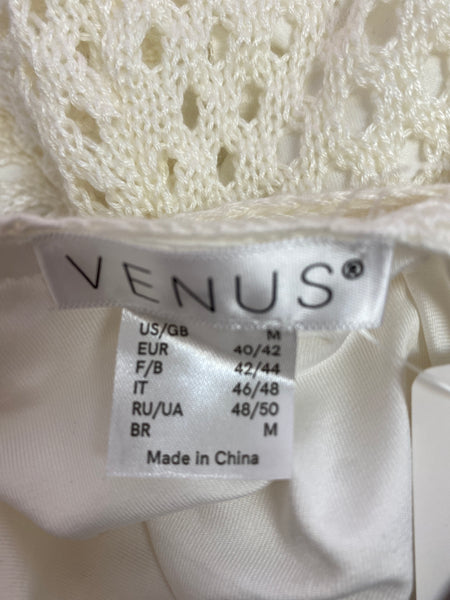 VENUS®
US/GB M
EUR 40/42
F/B 42/44
IT 46/48
RU/UA 48/50
BR M
Made in China